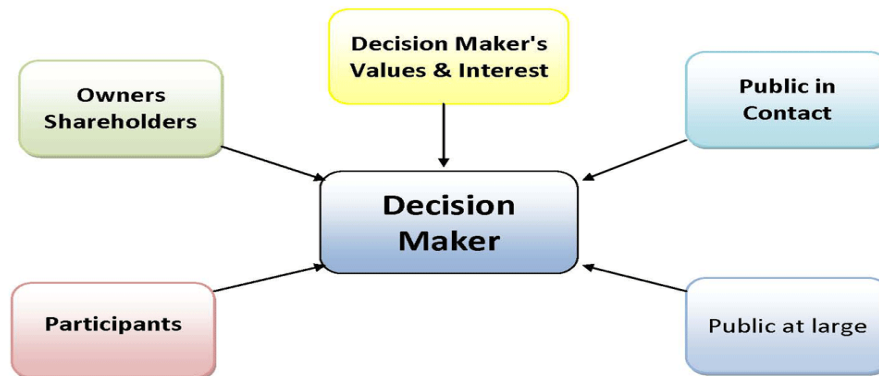 Decision Maker's
Values & Interest
Owners
Shareholders
Public in
Contact
Decision
Maker
Participants
Public at large